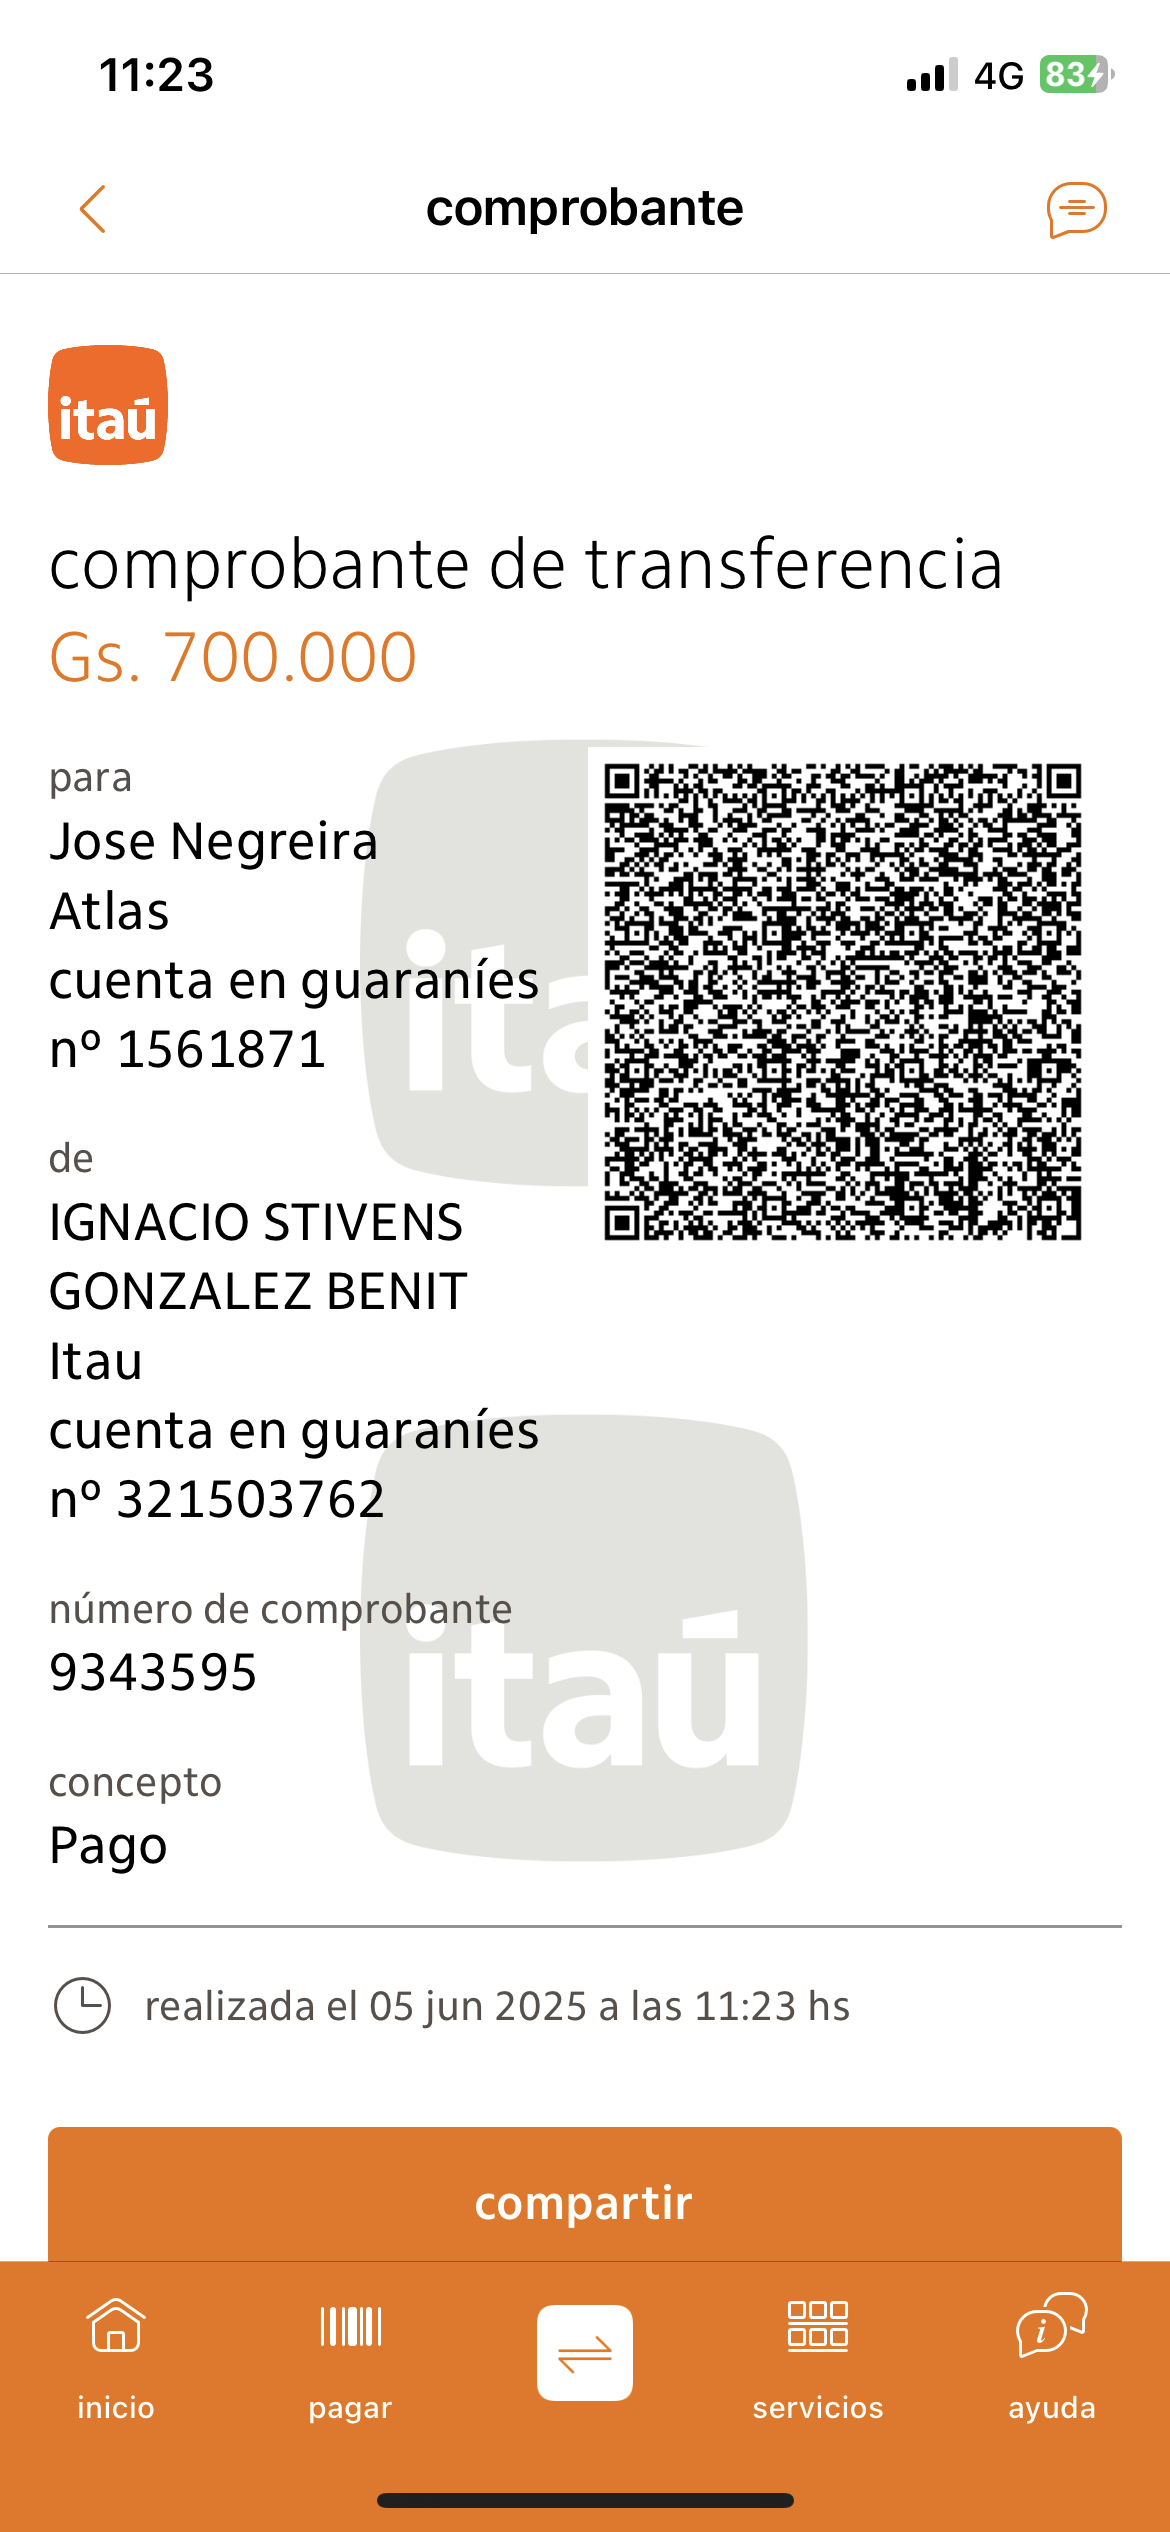 11:23
4G 83
comprobante
itaú
comprobante de transferencia
Gs. 700.000
para
Jose Negreira
Atlas
cuenta en guaraníes
nº 1561871
de
IGNACIO STIVENS
GONZALEZ BENIT
Itau
cuenta en guaraníes
nº 321503762
número de comprobante
9343595
concepto
Pago
itaú
realizada el 05 jun 2025 a las 11:23 hs
compartir
inicio
pagar
servicios
ayuda